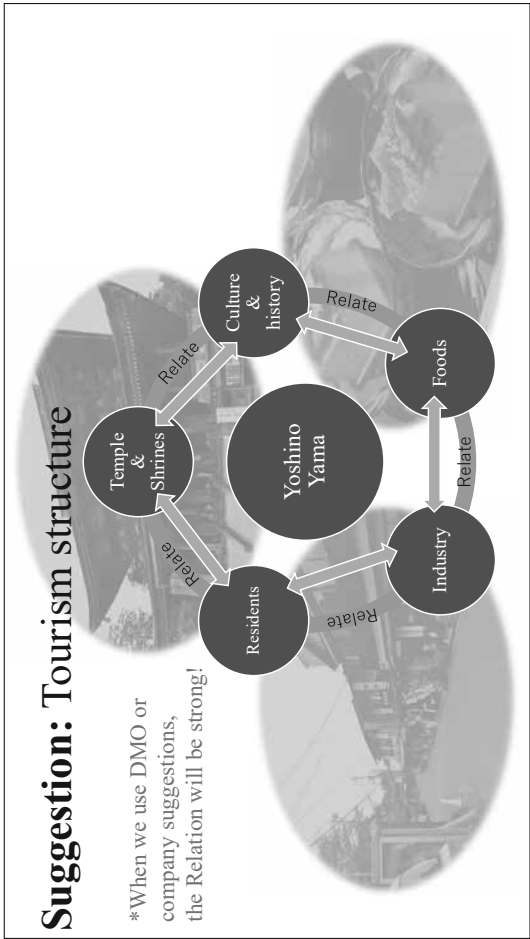 Suggestion: Tourism structure
*When we use DMO or
company suggestions,
the Relation will be strong!
Temple
&
Shrines
Relate
Culture
&
history
Relate
Foods
Relate
Industry
Relate
Residents
Relate
Yoshino
Yama